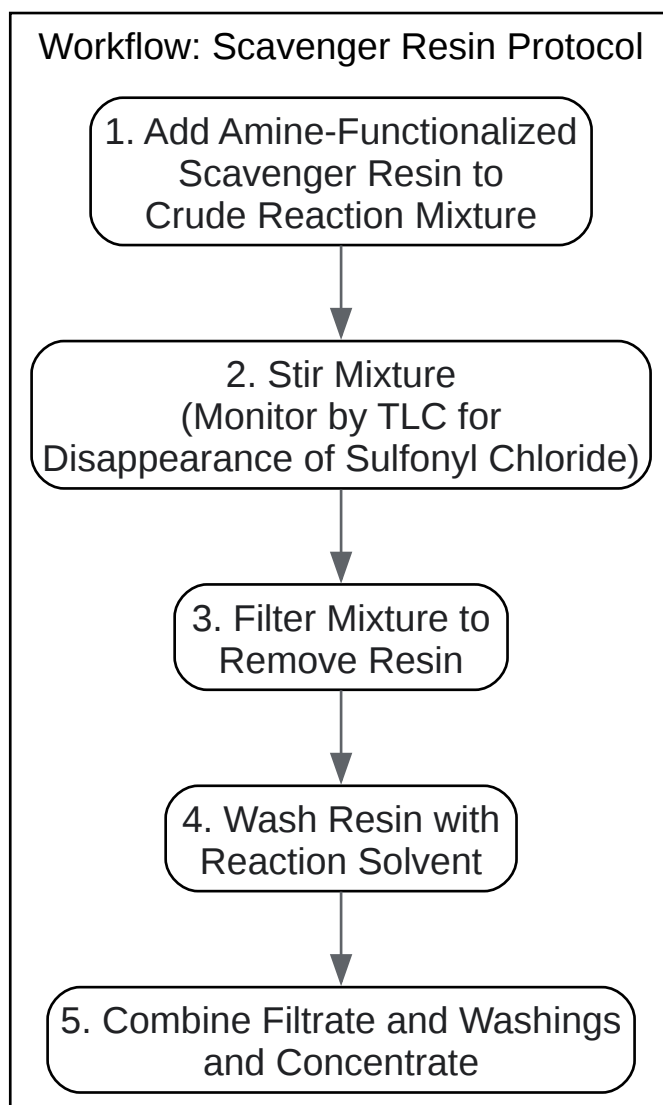 Workflow: Scavenger Resin Protocol
1. Add Amine-Functionalized
Scavenger Resin to
Crude Reaction Mixture
2. Stir Mixture
(Monitor by TLC for
Disappearance of Sulfonyl Chloride)
3. Filter Mixture to
Remove Resin
4. Wash Resin with
Reaction Solvent
5. Combine Filtrate and Washings
and Concentrate